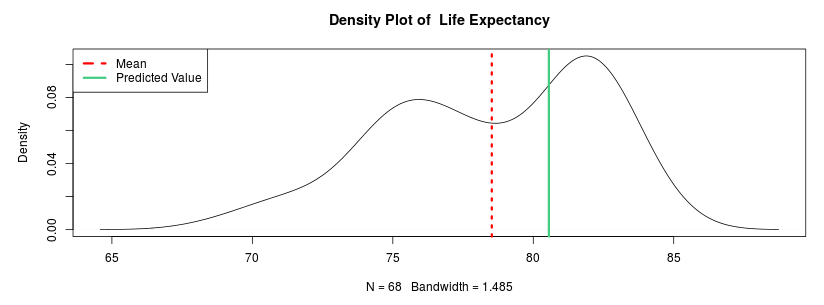 Density Plot of  Life Expectancy
Mean
Predicted Value
Density
0.00
0.04
0.08
65
70
75
80
85
N = 68   Bandwidth = 1.485